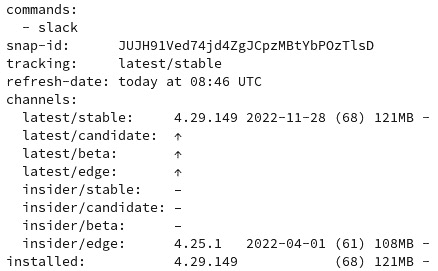 commands:
  - slack
snap-id:      JUJH91Ved74jd4ZgJCpzMBtYbPOzTlsD
tracking:     latest/stable
refresh-date: today at 08:46 UTC
channels:
  latest/stable:     4.29.149 2022-11-28 (68) 121MB -
  latest/candidate:  ↑
  latest/beta:       ↑
  latest/edge:       ↑
  insider/stable:    –
  insider/candidate: –
  insider/beta:      –
  insider/edge:      4.25.1   2022-04-01 (61) 108MB -
installed:           4.29.149            (68) 121MB -